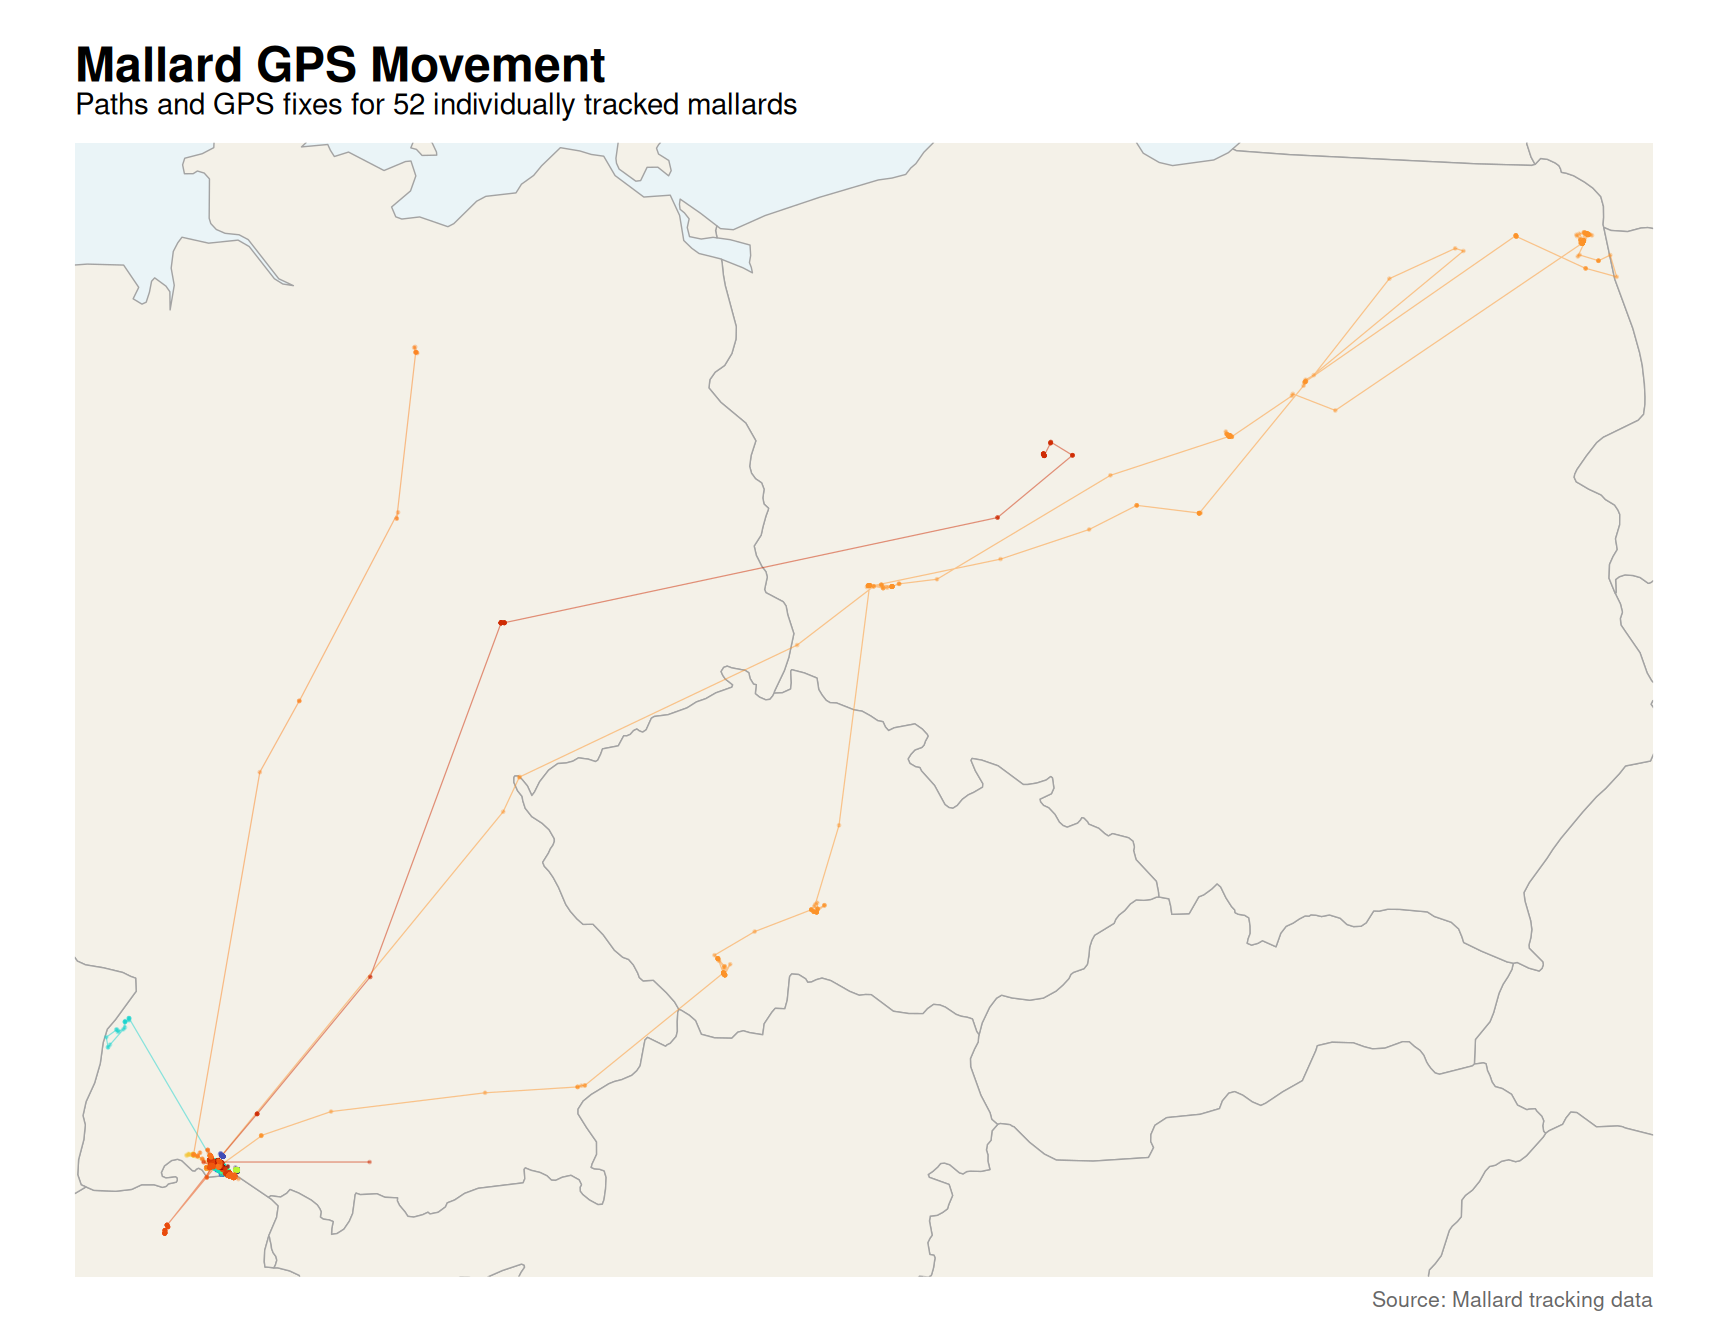 Mallard GPS Movement
Paths and GPS fixes for 52 individually tracked mallards
Source: Mallard tracking data